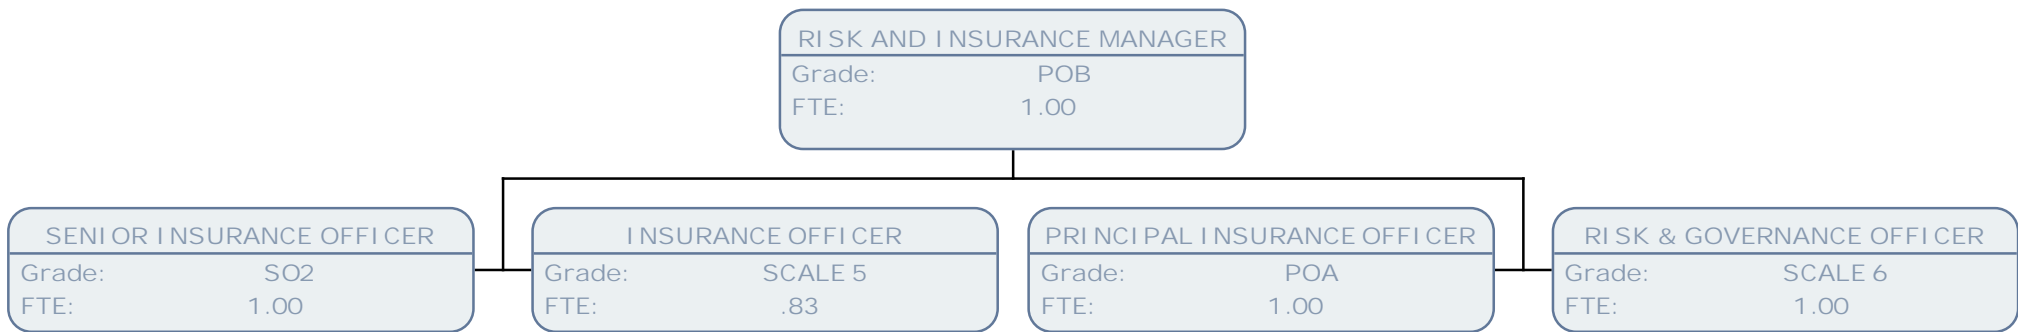 RISK AND INSURANCE MANAGER
Grade: POB
FTE: 1.00
SENIOR INSURANCE OFFICER
Grade: SO2
FTE: 1.00
INSURANCE OFFICER
Grade: SCALE 5
FTE: .83
PRINCIPAL INSURANCE OFFICER
Grade: POA
FTE: 1.00
RISK & GOVERNANCE OFFICER
Grade: SCALE 6
FTE: 1.00